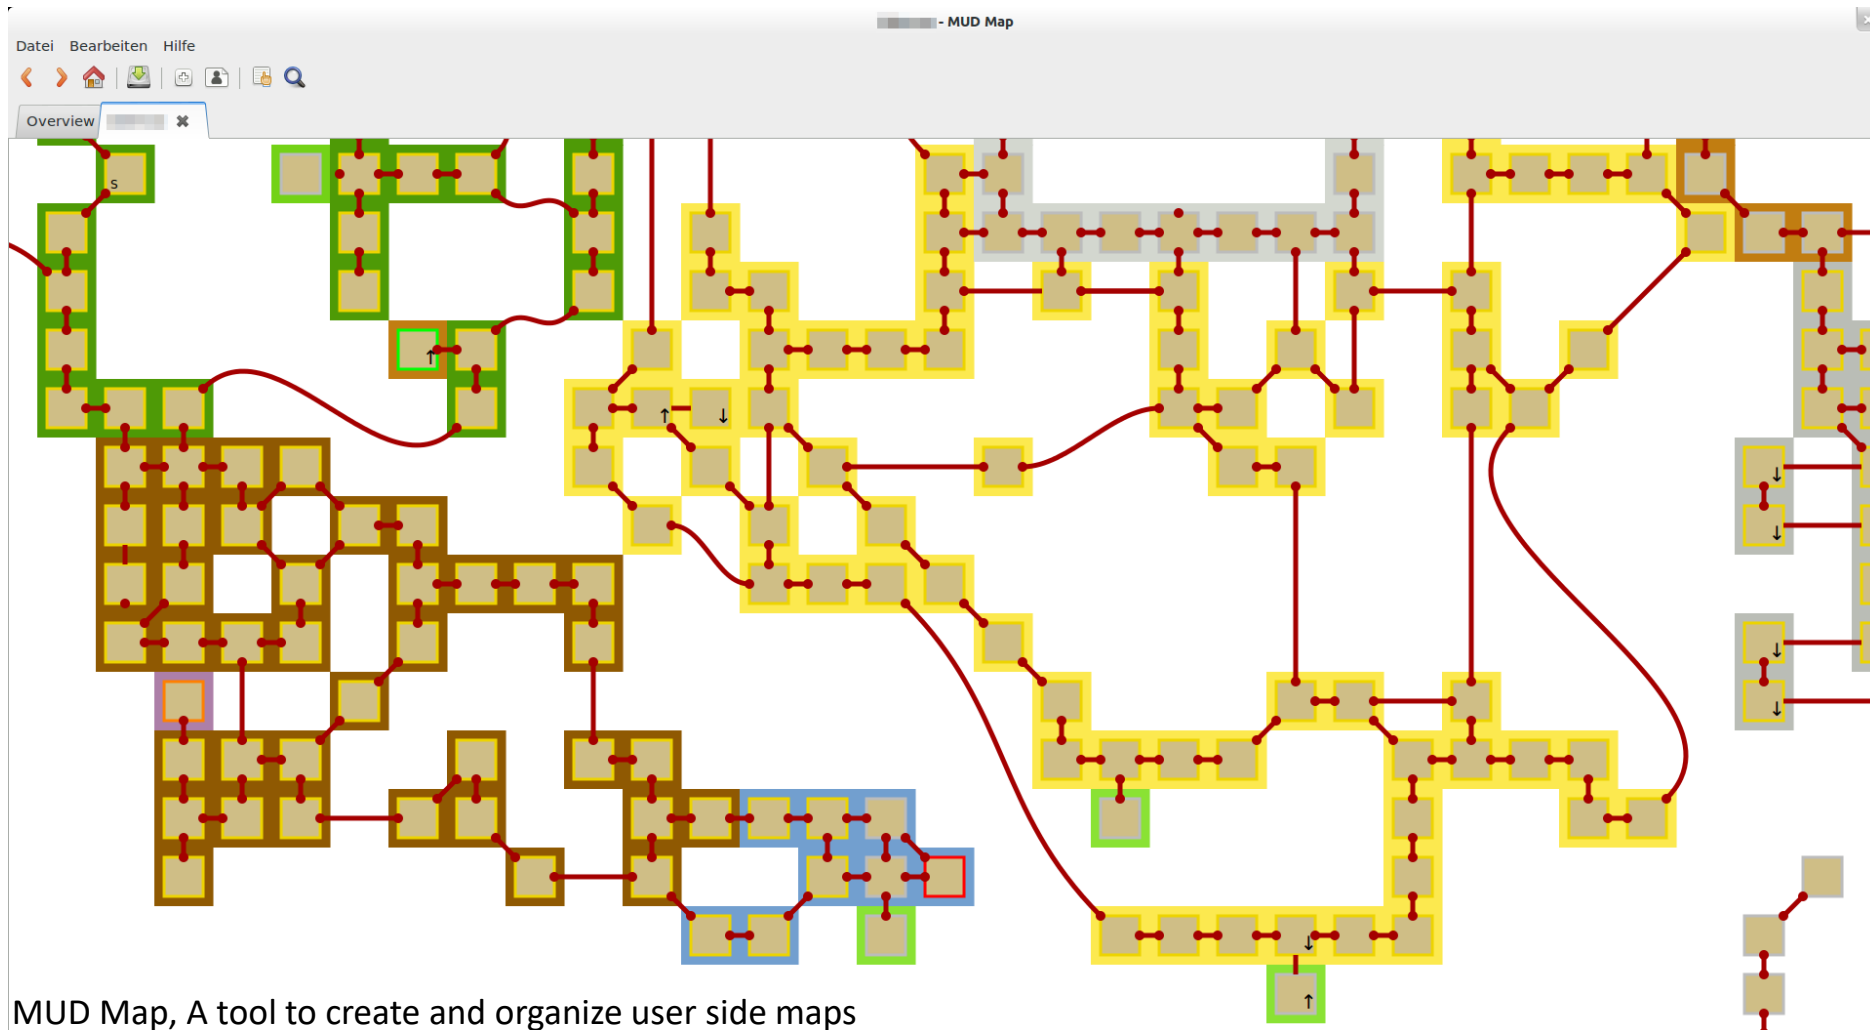 - MUD Map
Datei Bearbeiten Hilfe
Overview
s
↑
↑ ↓
↓
↓
↓
↓
↓
↑
MUD Map, A tool to create and organize user side maps